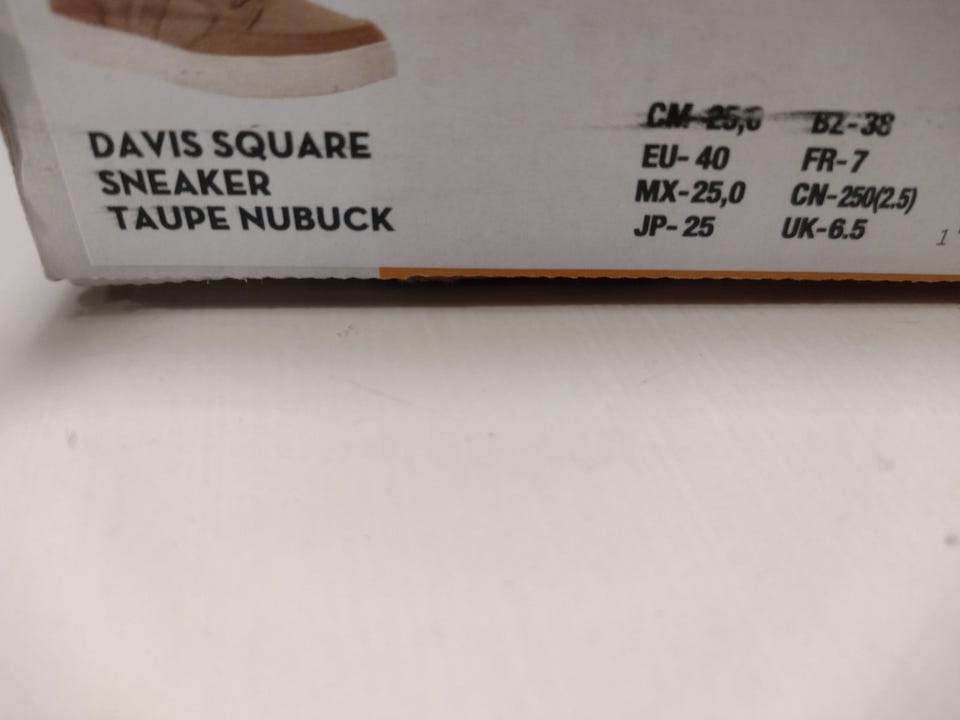 DAVIS SQUARE
SNEAKER
TAUPE NUBUCK
CM-25,0 BZ-38
EU-40 FR-7
MX-25,0 CN-250(2.5)
JP-25 UK-6.5
1